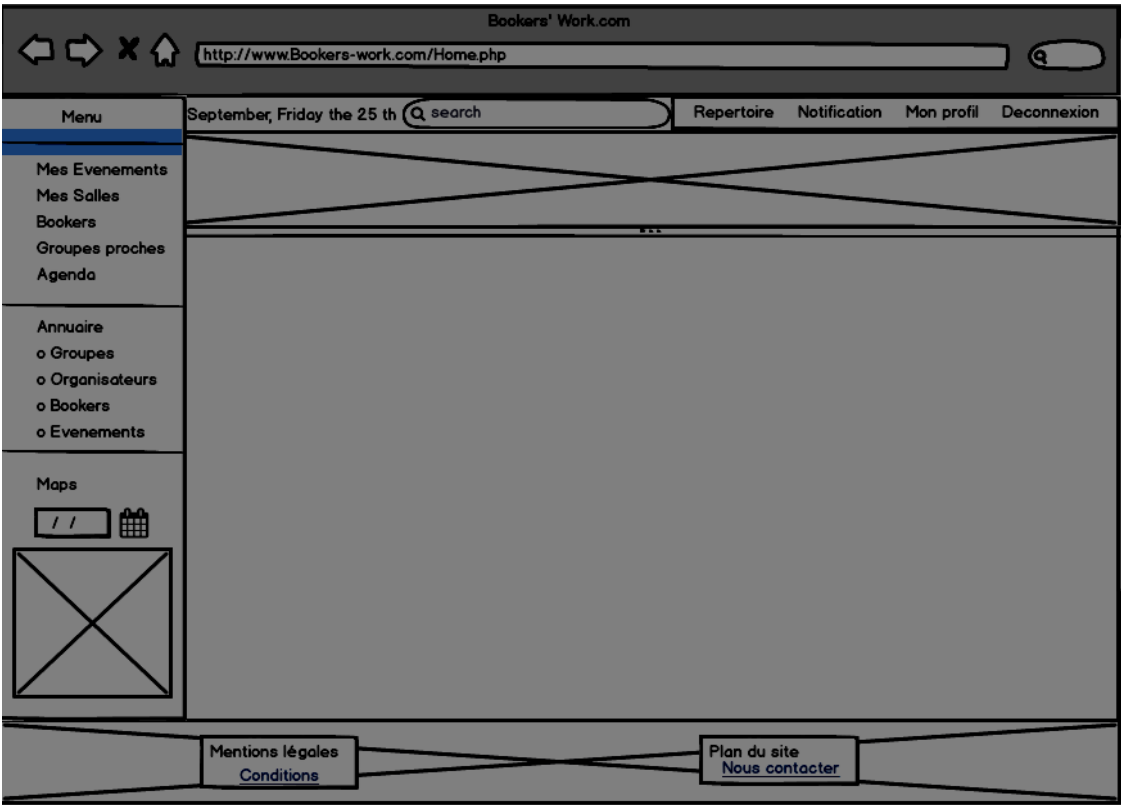 Bookers' Work.com
http://www.Bookers-work.com/Home.php
Menu
September, Friday the 25 th
search
Repertoire
Notification
Mon profil
Deconnexion
Mes Evenements
Mes Salles
Bookers
Groupes proches
Agenda
Annuaire
o Groupes
o Organisateurs
o Bookers
o Evenements
Maps
/ /
Mentions légales
Conditions
Plan du site
Nous contacter